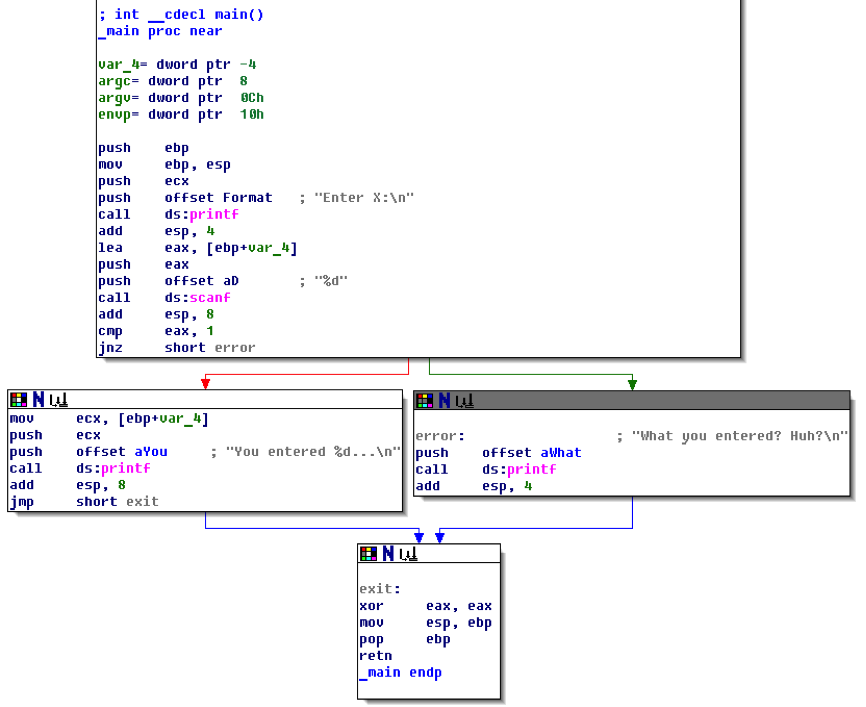 ; int __cdecl main()
_main proc near
var_4= dword ptr -4
argc= dword ptr  8
argv= dword ptr  0Ch
envp= dword ptr  10h
push    ebp
mov     ebp, esp
push    ecx
push    offset Format   ; "Enter X:\n"
call    ds:printf
add     esp, 4
lea     eax, [ebp+var_4]
push    eax
push    offset aD       ; "%d"
call    ds:scanf
add     esp, 8
cmp     eax, 1
jnz     short error
mov     ecx, [ebp+var_4]
push    ecx
push    offset aYou     ; "You entered %d...\n"
call    ds:printf
add     esp, 8
jmp     short exit
error:                  ; "What you entered? Huh?\n"
push    offset aWhat
call    ds:printf
add     esp, 4
exit:
xor     eax, eax
mov     esp, ebp
pop     ebp
retn
_main endp